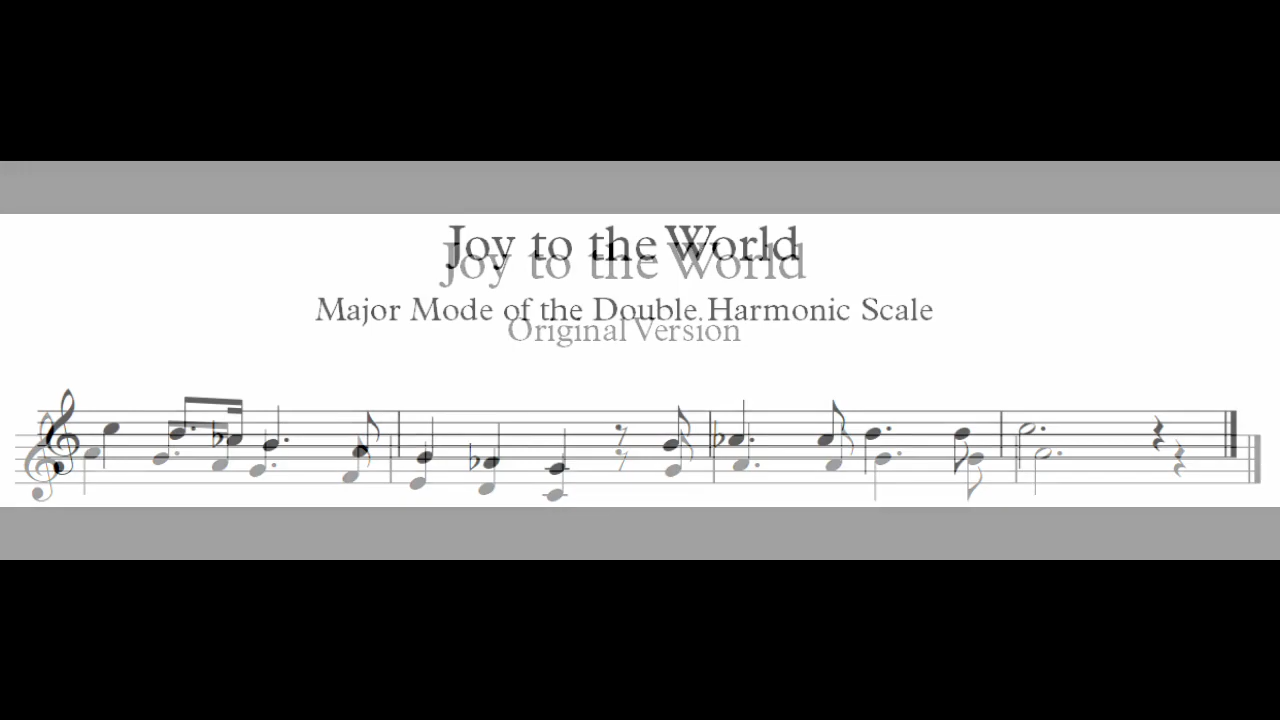 Joy to the World
Joy to the World
Major Mode of the Double Harmonic Scale
Original Version